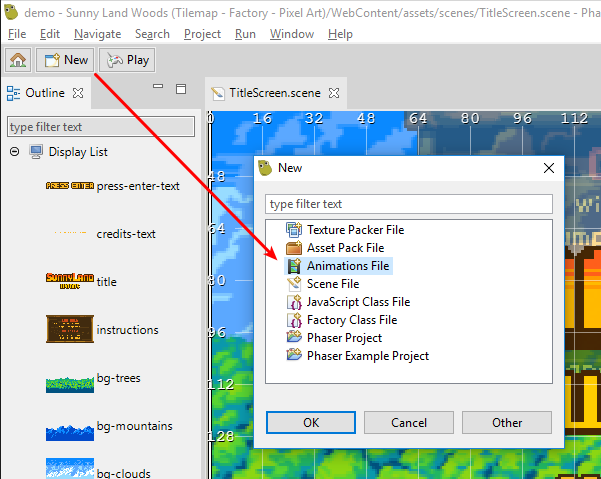 demo - Sunny Land Woods (Tilemap - Factory - Pixel Art)/WebContent/assets/scenes/TitleScreen.scene - Pha
File Edit Navigate Search Project Run Window Help
New Play
Outline
TitleScreen.scene
type filter text
0 16 32 48 64 80 96 112
Display List
press-enter-text
PRESS ENTER
credits-text
title
SUNNYLAND
instructions
bg-trees
bg-mountains
bg-clouds
48
64
80
96
112
128
wi
New
type filter text
Texture Packer File
Asset Pack File
Animations File
Scene File
JavaScript Class File
Factory Class File
Phaser Project
Phaser Example Project
OK Cancel Other